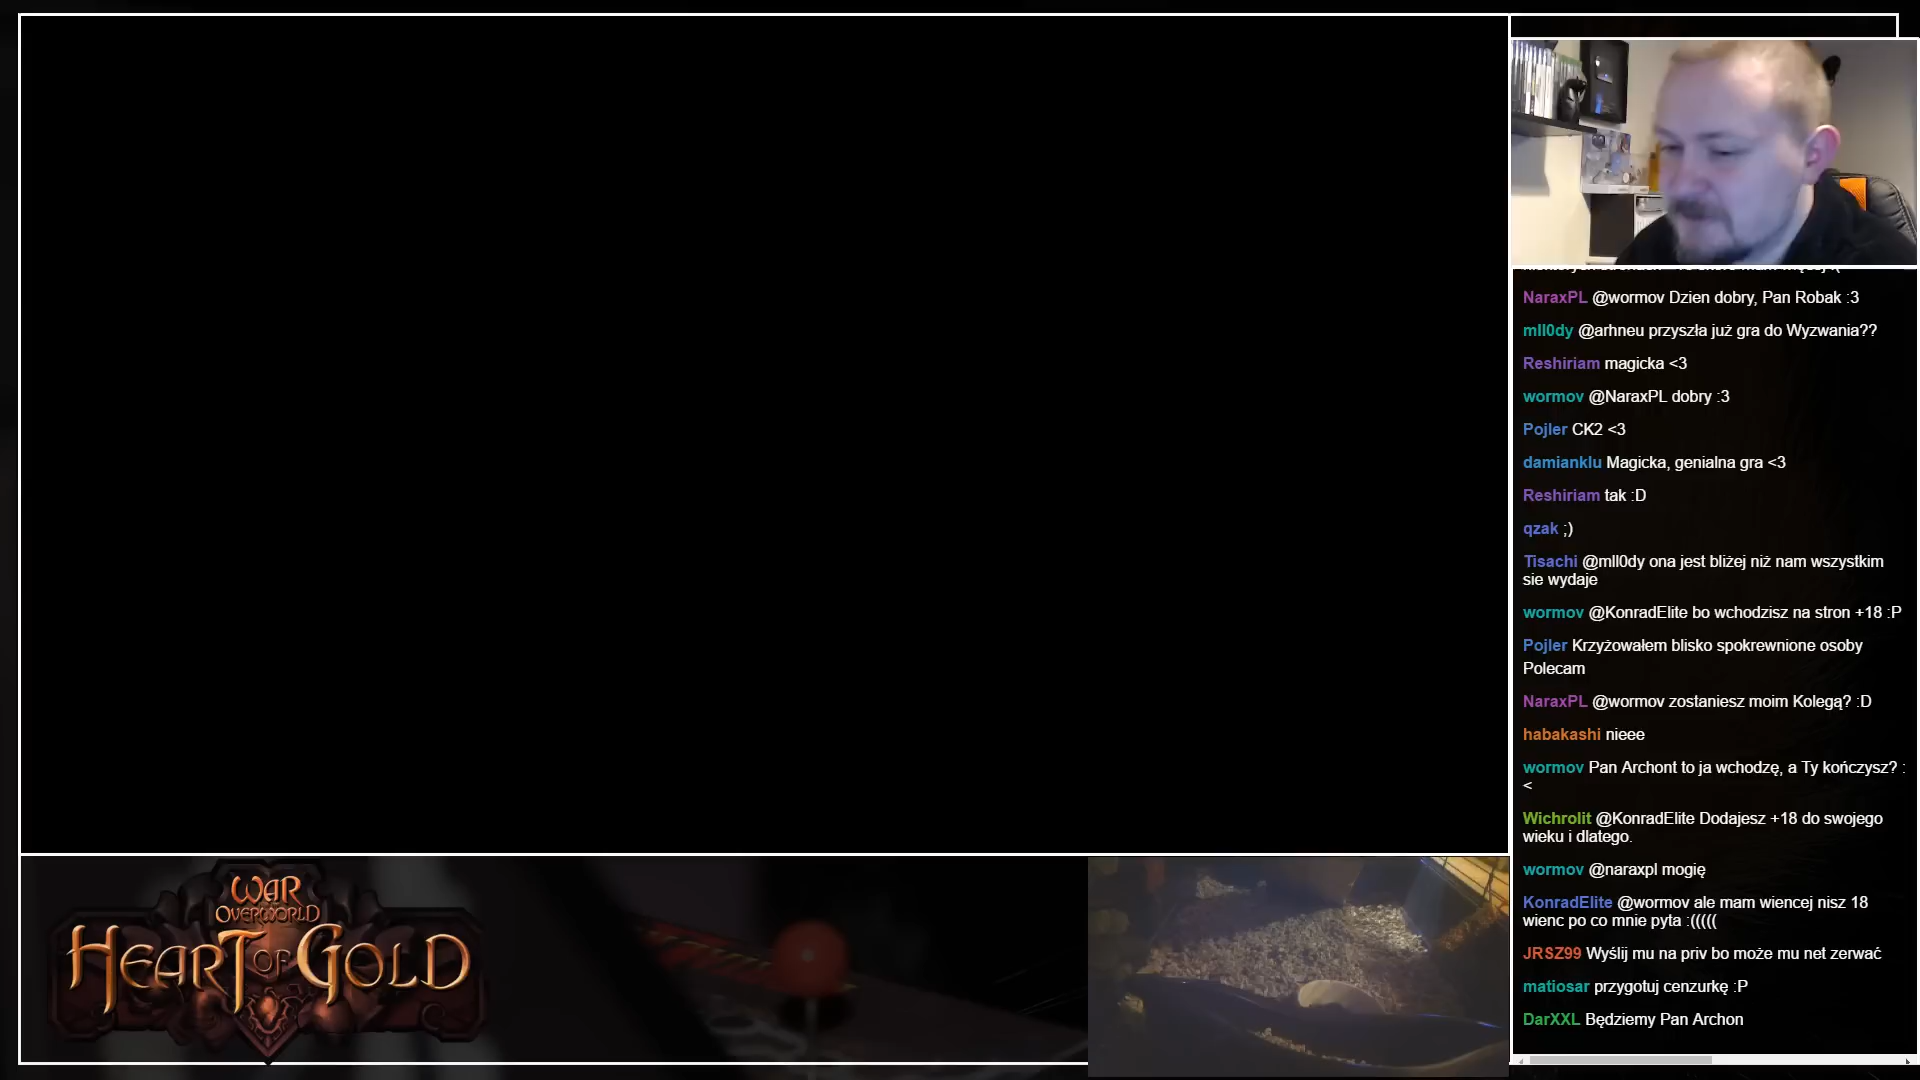 WAR
FOR THE
OVERWORLD
HEART OF GOLD
NaraxPL @wormov Dzien dobry, Pan Robak :3
mll0dy @arhneu przyszła już gra do Wyzwania??
Reshiriam magicka <3
wormov @NaraxPL dobry :3
Pojler CK2 <3
damianklu Magicka, genialna gra <3
Reshiriam tak :D
qzak ;)
Tisachi @mll0dy ona jest bliżej niż nam wszystkim
sie wydaje
wormov @KonradElite bo wchodzisz na stron +18 :P
Pojler Krzyżowałem blisko spokrewnione osoby
Polecam
NaraxPL @wormov zostaniesz moim Kolegą? :D
habakashi nieee
wormov Pan Archont to ja wchodzę, a Ty kończysz? :
<
Wichrolit @KonradElite Dodajesz +18 do swojego
wieku i dlatego.
wormov @naraxpl mogię
KonradElite @wormov ale mam wiencej nisz 18
wienc po co mnie pyta :(((((
JRSZ99 Wyślij mu na priv bo może mu net zerwać
matiosar przygotuj cenzurkę :P
DarXXL Będziemy Pan Archon